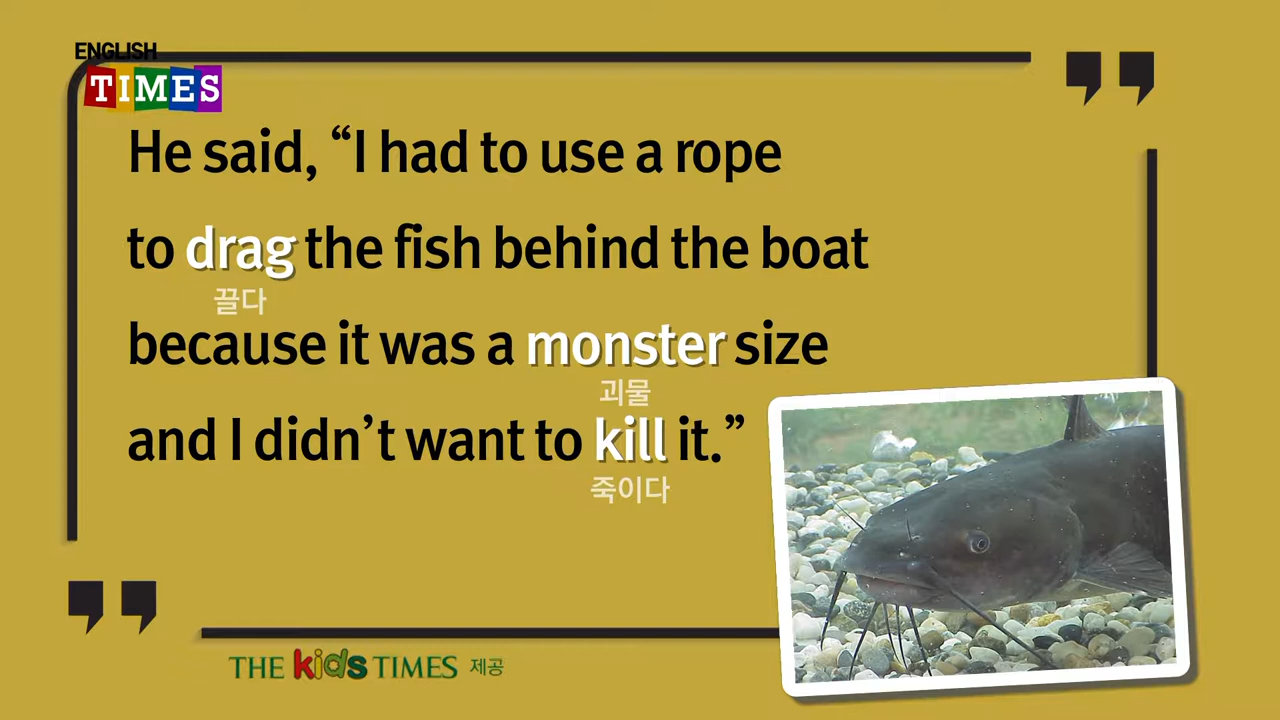 ENGLISH
TIMES
He said, “I had to use a rope
to drag the fish behind the boat
끌다
because it was a monster size
괴물
and I didn’t want to kill it.”
죽이다
THE kids TIMES 제공